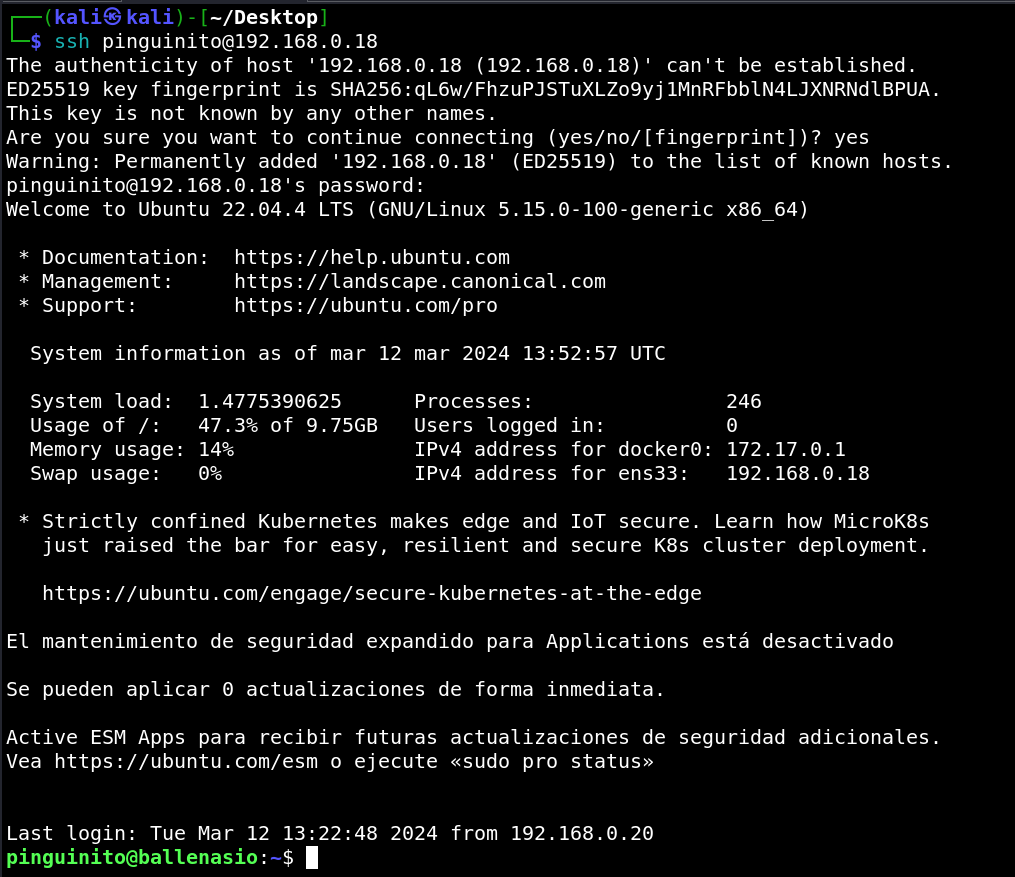 ┌──(kali㉿kali)-[~/Desktop]
└─$ ssh pinguinito@192.168.0.18
The authenticity of host '192.168.0.18 (192.168.0.18)' can't be established.
ED25519 key fingerprint is SHA256:qL6w/FhzuPJSTuXLZo9yj1MnRFbblN4LJXNRNdlBPUA.
This key is not known by any other names.
Are you sure you want to continue connecting (yes/no/[fingerprint])? yes
Warning: Permanently added '192.168.0.18' (ED25519) to the list of known hosts.
pinguinito@192.168.0.18's password:
Welcome to Ubuntu 22.04.4 LTS (GNU/Linux 5.15.0-100-generic x86_64)

 * Documentation:  https://help.ubuntu.com
 * Management:     https://landscape.canonical.com
 * Support:        https://ubuntu.com/pro

  System information as of mar 12 mar 2024 13:52:57 UTC

  System load:  1.4775390625      Processes:                246
  Usage of /:   47.3% of 9.75GB   Users logged in:          0
  Memory usage: 14%               IPv4 address for docker0: 172.17.0.1
  Swap usage:   0%                IPv4 address for ens33:   192.168.0.18

 * Strictly confined Kubernetes makes edge and IoT secure. Learn how MicroK8s
   just raised the bar for easy, resilient and secure K8s cluster deployment.

   https://ubuntu.com/engage/secure-kubernetes-at-the-edge

El mantenimiento de seguridad expandido para Applications está desactivado

Se pueden aplicar 0 actualizaciones de forma inmediata.

Active ESM Apps para recibir futuras actualizaciones de seguridad adicionales.
Vea https://ubuntu.com/esm o ejecute «sudo pro status»


Last login: Tue Mar 12 13:22:48 2024 from 192.168.0.20
pinguinito@ballenasio:~$